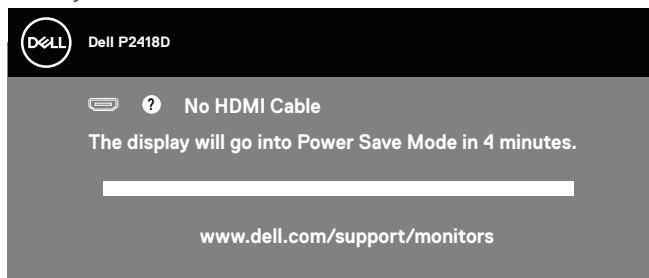 DELL Dell P2418D
? No HDMI Cable
The display will go into Power Save Mode in 4 minutes.
www.dell.com/support/monitors